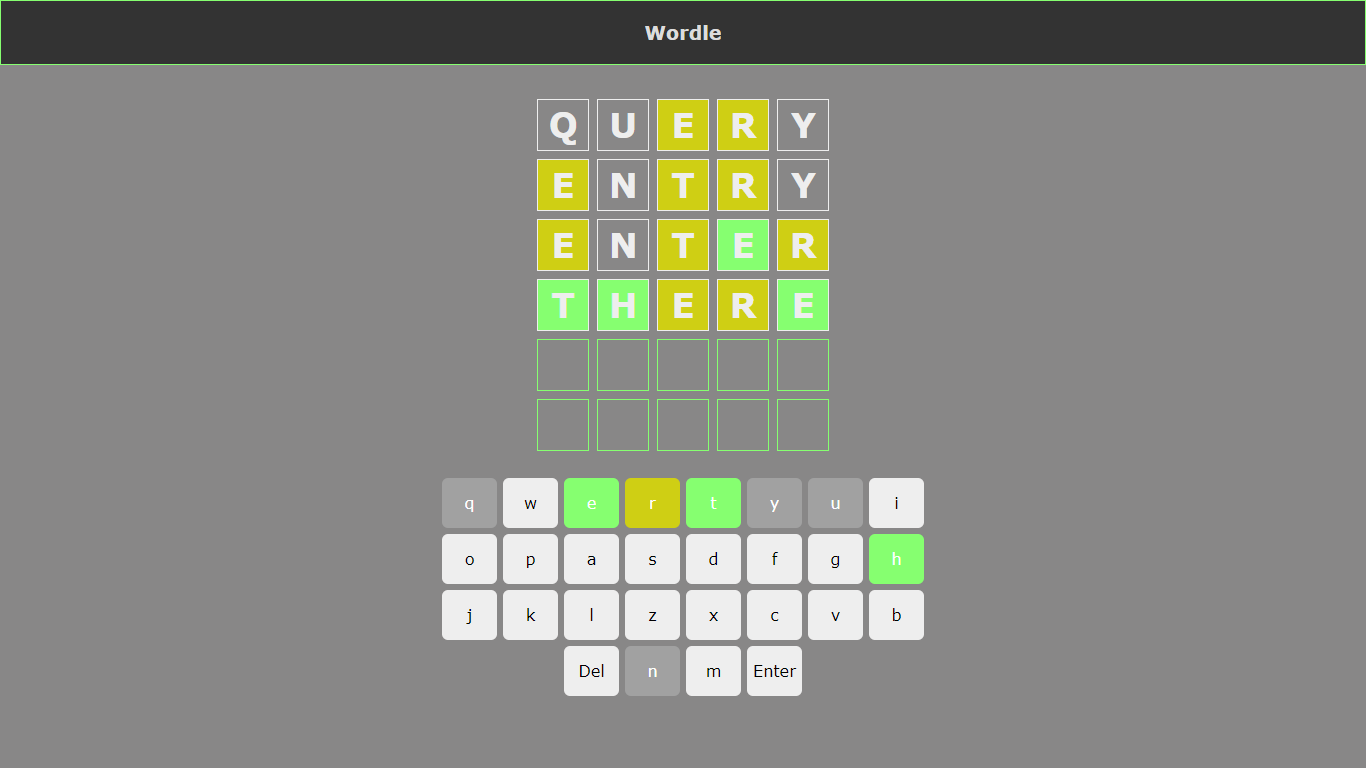 Wordle
Q U E R Y
E N T R Y
E N T E R
T H E R E
q w e r t y u i
o p a s d f g h
j k l z x c v b
Del n m Enter